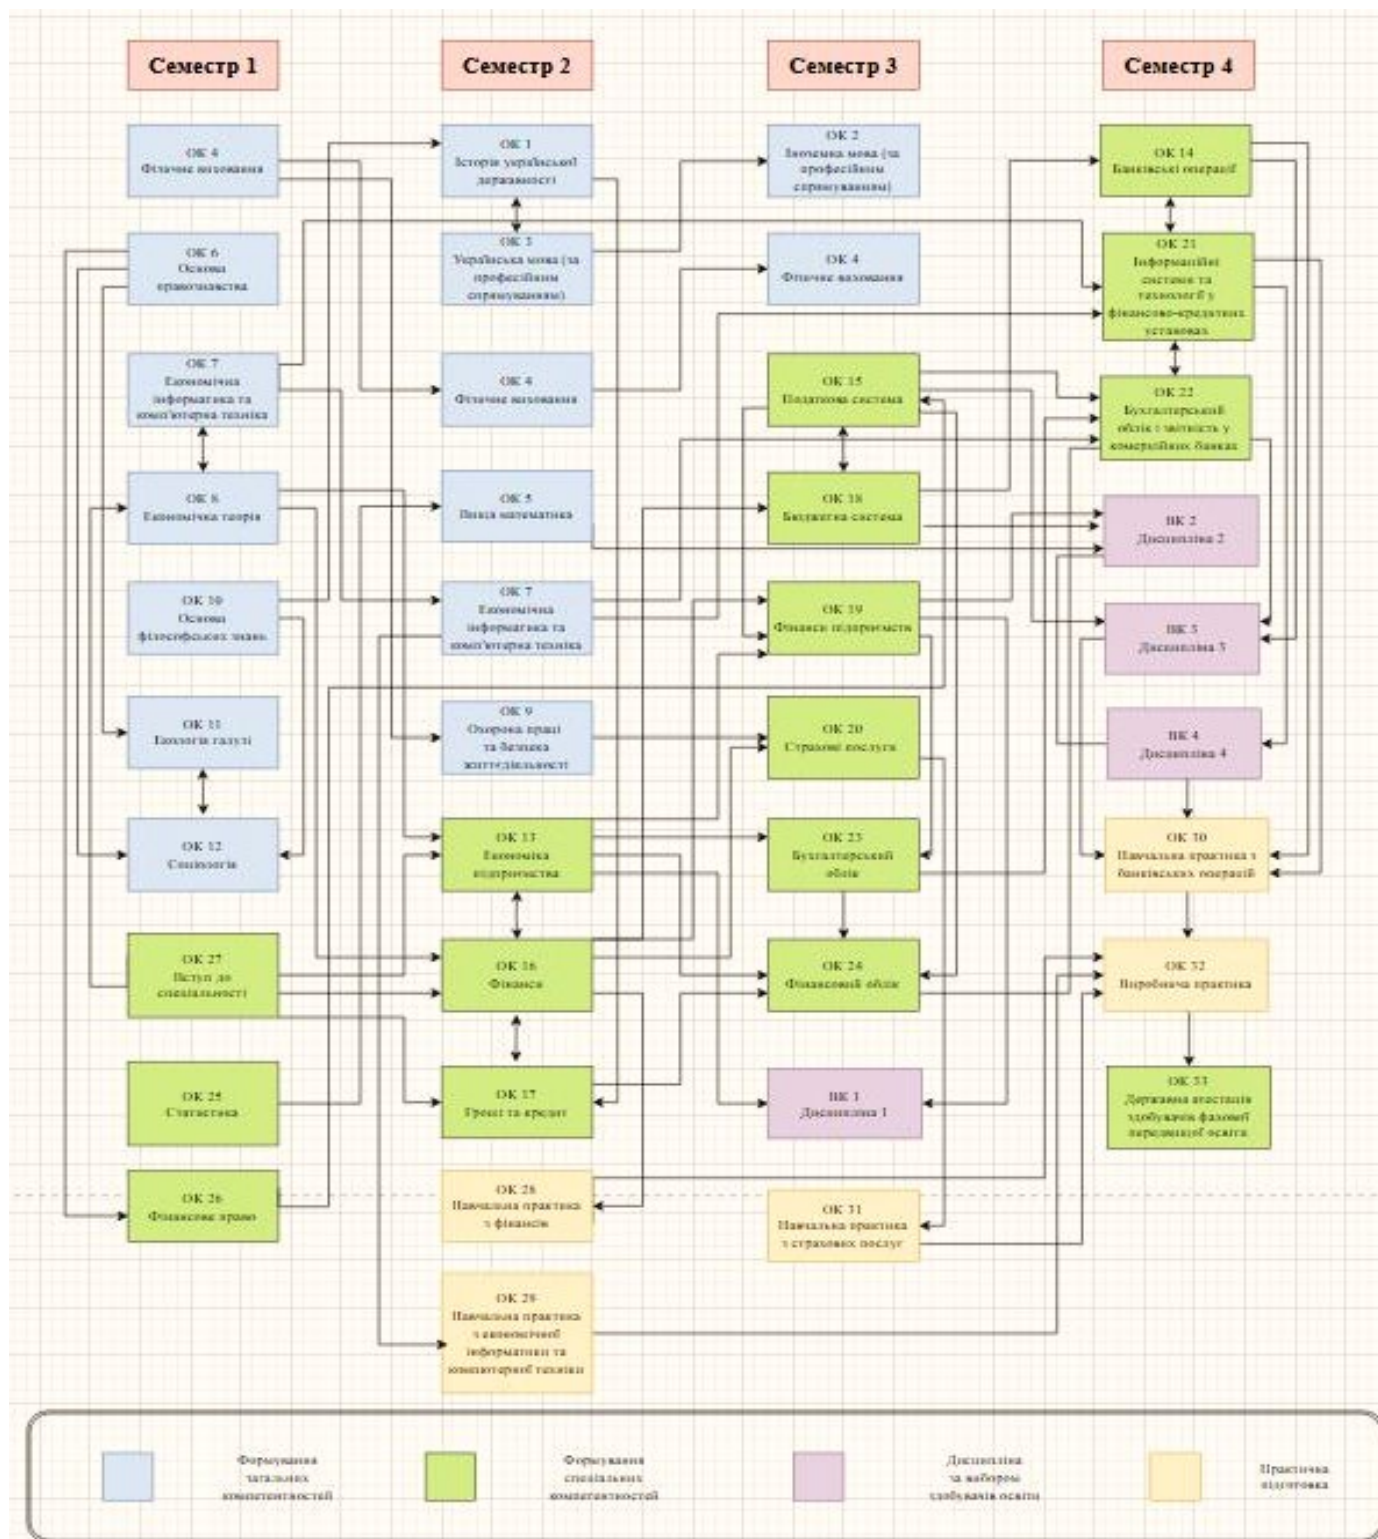 Семестр 1
Семестр 2
Семестр 3
Семестр 4
ОК 4
Фізичне виховання
ОК 6
Основи
правознавства
ОК 7
Економічна
інформатика та
комп'ютерна техніка
ОК 8
Економічна теорія
ОК 10
Основи
філософських знань
ОК 11
Екологія галузі
ОК 12
Соціологія
ОК 27
Вступ до
спеціальності
ОК 25
Статистика
ОК 26
Фінансове право
ОК 1
Історія української
державності
ОК 3
Українська мова (за
професійним
спрямуванням)
ОК 4
Фізичне виховання
ОК 5
Вища математика
ОК 7
Економічна
інформатика та
комп'ютерна техніка
ОК 9
Охорона праці
та безпека
життєдіяльності
ОК 13
Економіка
підприємства
ОК 16
Фінанси
ОК 17
Гроші та кредит
ОК 28
Навчальна практика
з фінансів
ОК 29
Навчальна практика
з економічної
інформатики та
компютерної техніки
ОК 2
Іноземна мова (за
професійним
спрямуванням)
ОК 4
Фізичне виховання
ОК 15
Податкова система
ОК 18
Бюджетна система
ОК 19
Фінанси підприємств
ОК 20
Страхові послуги
ОК 23
Бухгалтерський
облік
ОК 24
Фінансовий облік
ВК 1
Дисципліна 1
ОК 31
Навчальна практика
з страхових послуг
ОК 14
Банківські операції
ОК 21
Інформаційні
системи та
технології у
фінансово-кредитних
установах
ОК 22
Бухгалтерський
облік і звітність у
комерційних банках
ВК 2
Дисципліна 2
ВК 3
Дисципліна 3
ВК 4
Дисципліна 4
ОК 30
Навчальна практика з
банківських операцій
ОК 32
Виробнича практика
ОК 33
Державна атестація
здобувачів фахової
передвищої освіти
Формування
загальних
компетентностей
Формування
спеціальних
компетентностей
Дисципліна
за вибором
здобувачів освіти
Практична
підготовка